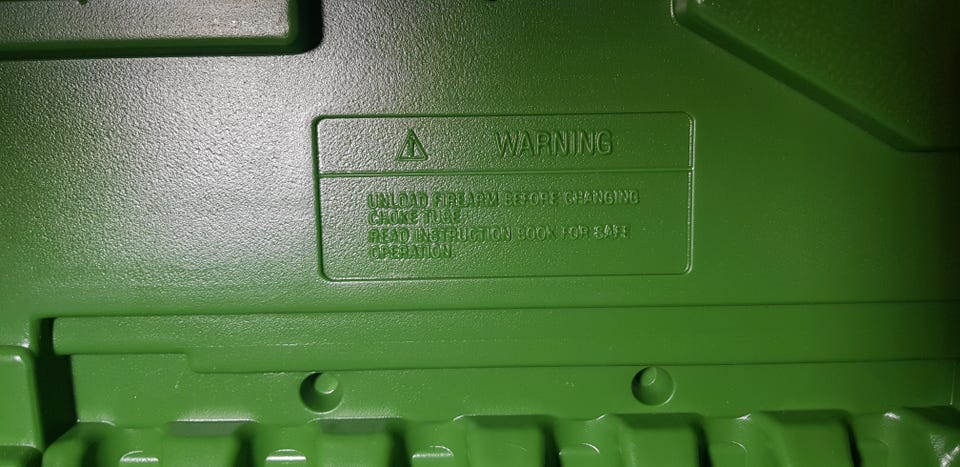 WARNING
UNLOAD FIREARM BEFORE CHANGING
CHOKE TUBE.
READ INSTRUCTION BOOK FOR SAFE
OPERATION.